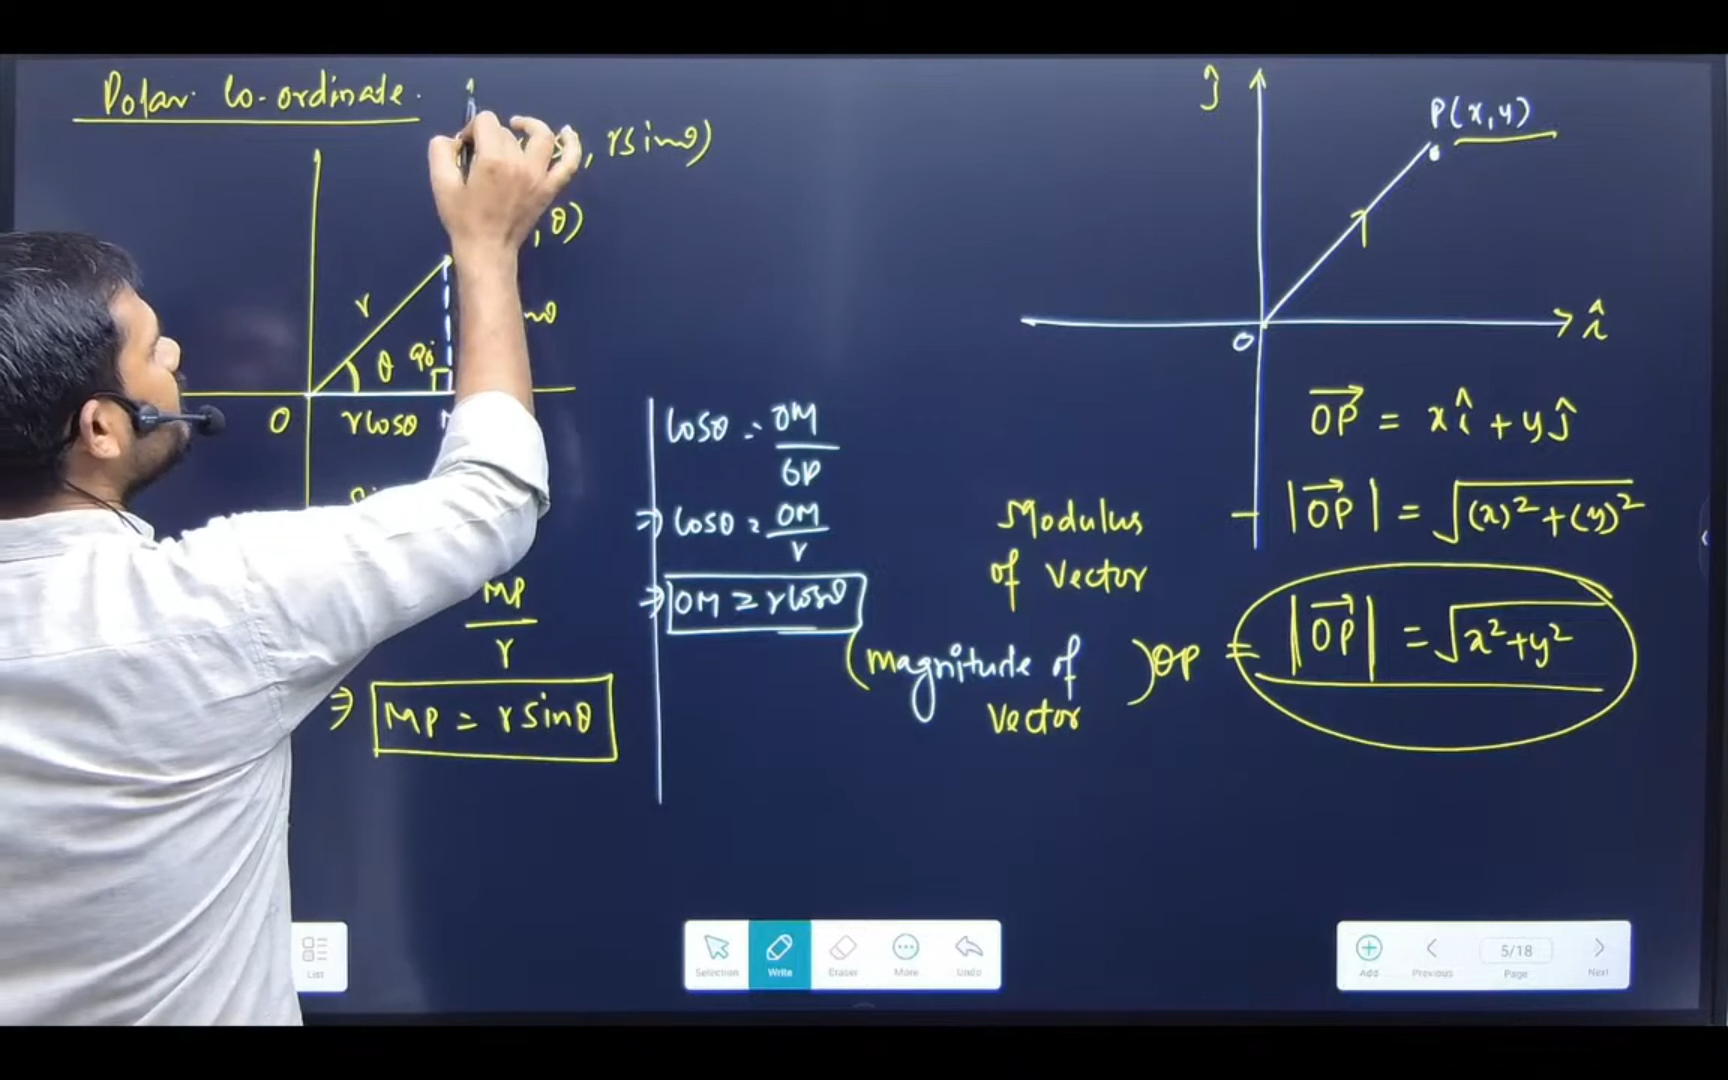 Polar Co-ordinate.
, rsinθ)
, θ)
r
θ
O
rcosθ
MP
r
⇒ MP = rsinθ
cosθ = OM
OP
⇒ cosθ = OM
r
⇒ OM = rcosθ
ĵ
P(x,y)
O
î
OP = xî + yĵ
Modulus
of vector
- |OP| = √(x)²+(y)²
(magnitude of
vector
) OP = |OP| = √x²+y²
List
Selection
Write
Eraser
More
Undo
Add
Previous
5/18
Page
Next